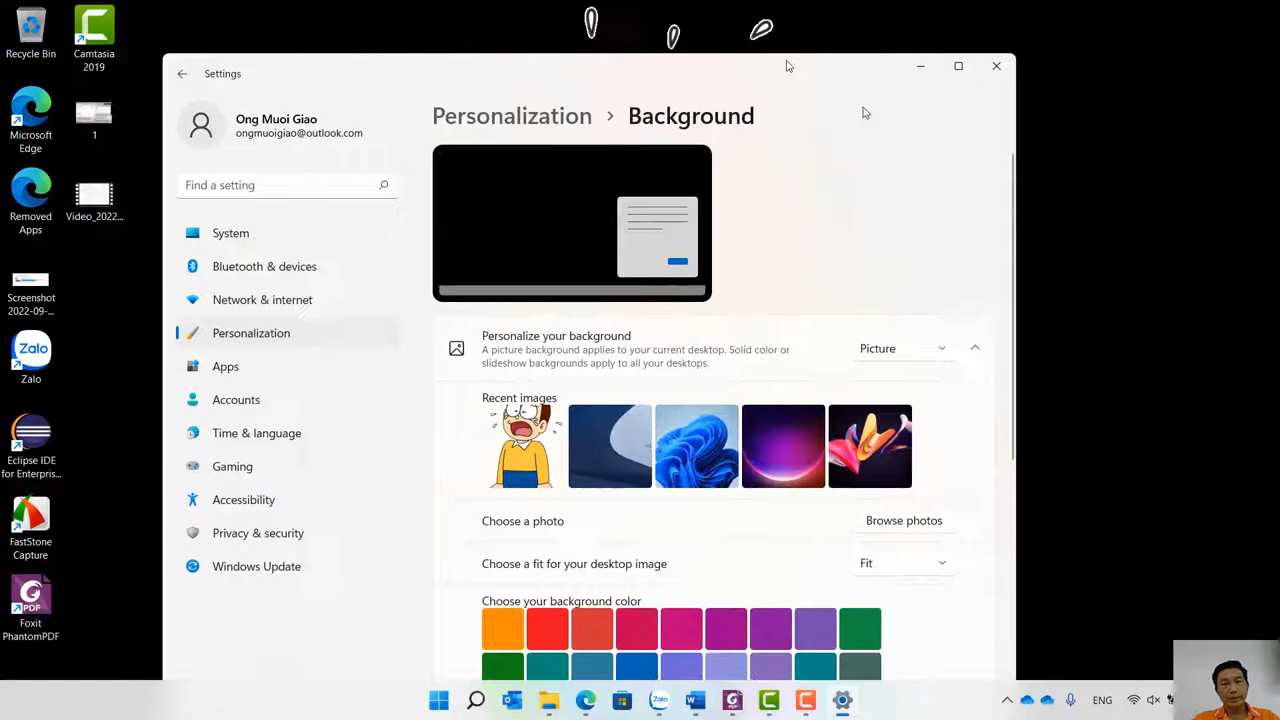 Recycle Bin
Camtasia
2019
Microsoft
Edge
1
Removed
Apps
Video_2022...
Screenshot
2022-09-...
Zalo
Zalo
Eclipse IDE
for Enterpris...
FastStone
Capture
PDF
Foxit
PhantomPDF
Settings
Ong Muoi Giao
ongmuoigiao@outlook.com
Find a setting
System
Bluetooth & devices
Network & internet
Personalization
Apps
Accounts
Time & language
Gaming
Accessibility
Privacy & security
Windows Update
Personalization > Background
Personalize your background
A picture background applies to your current desktop. Solid color or
slideshow backgrounds apply to all your desktops.
Picture
Recent images
Choose a photo
Browse photos
Choose a fit for your desktop image
Fit
Choose your background color
Zalo
ENG